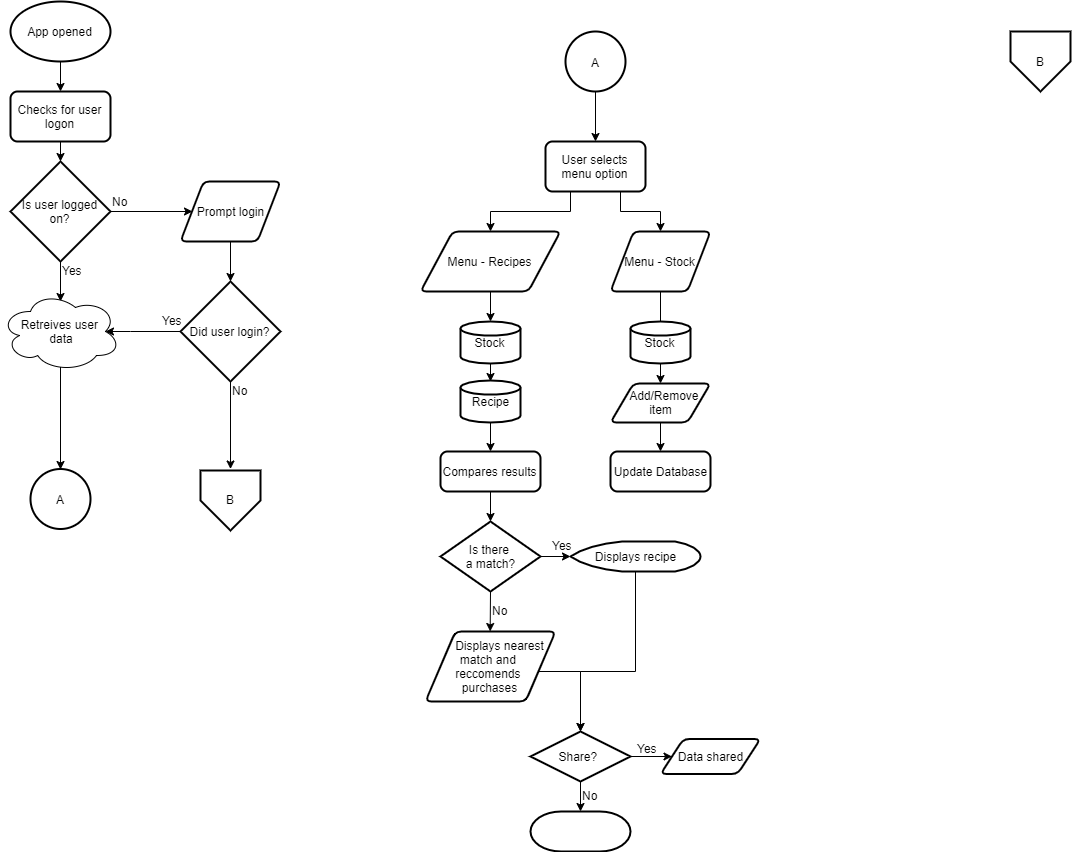 App opened
Checks for user
logon
Is user logged
on?
No
Prompt login
Yes
Retreives user
data
Yes
Did user login?
No
A
B
A
User selects
menu option
Menu - Recipes
Menu - Stock
Stock
Stock
Recipe
Add/Remove
item
Compares results
Update Database
Is there
a match?
Yes
Displays recipe
No
Displays nearest
match and
reccomends
purchases
Share?
Yes
Data shared
No
B